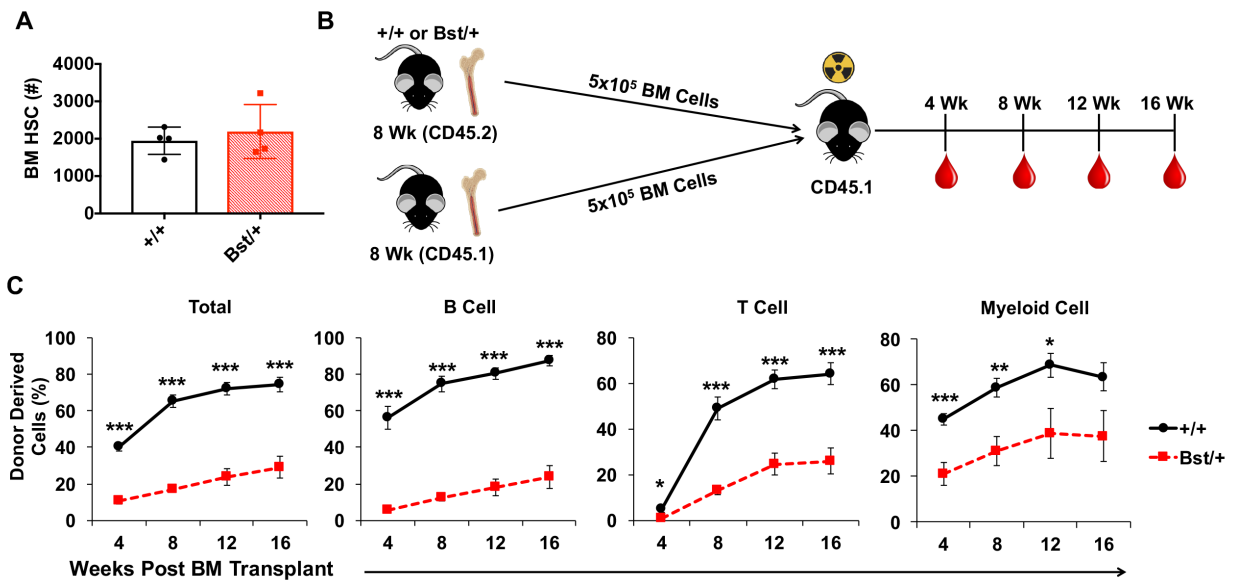 A
BM HSC (#)
4000
3000
2000
1000
0
+/+
Bst/+
B
+/+ or Bst/+
8 Wk (CD45.2)
5x10⁵ BM Cells
8 Wk (CD45.1)
5x10⁵ BM Cells
CD45.1
4 Wk 8 Wk 12 Wk 16 Wk
C
Donor Derived
Cells (%)
Total
100
80
60
40
20
0
*** *** *** ***
4 8 12 16
B Cell
100
80
60
40
20
0
*** *** *** ***
4 8 12 16
T Cell
80
60
40
20
0
* *** *** ***
4 8 12 16
Myeloid Cell
80
60
40
20
0
*** ** *
4 8 12 16
+/+
Bst/+
Weeks Post BM Transplant